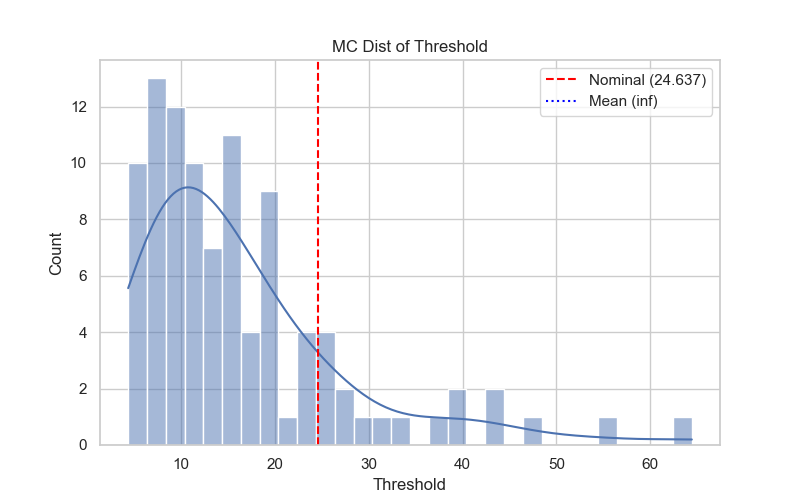 MC Dist of Threshold
Nominal (24.637)
Mean (inf)
Count
12
10
8
6
4
2
0
10 20 30 40 50 60
Threshold